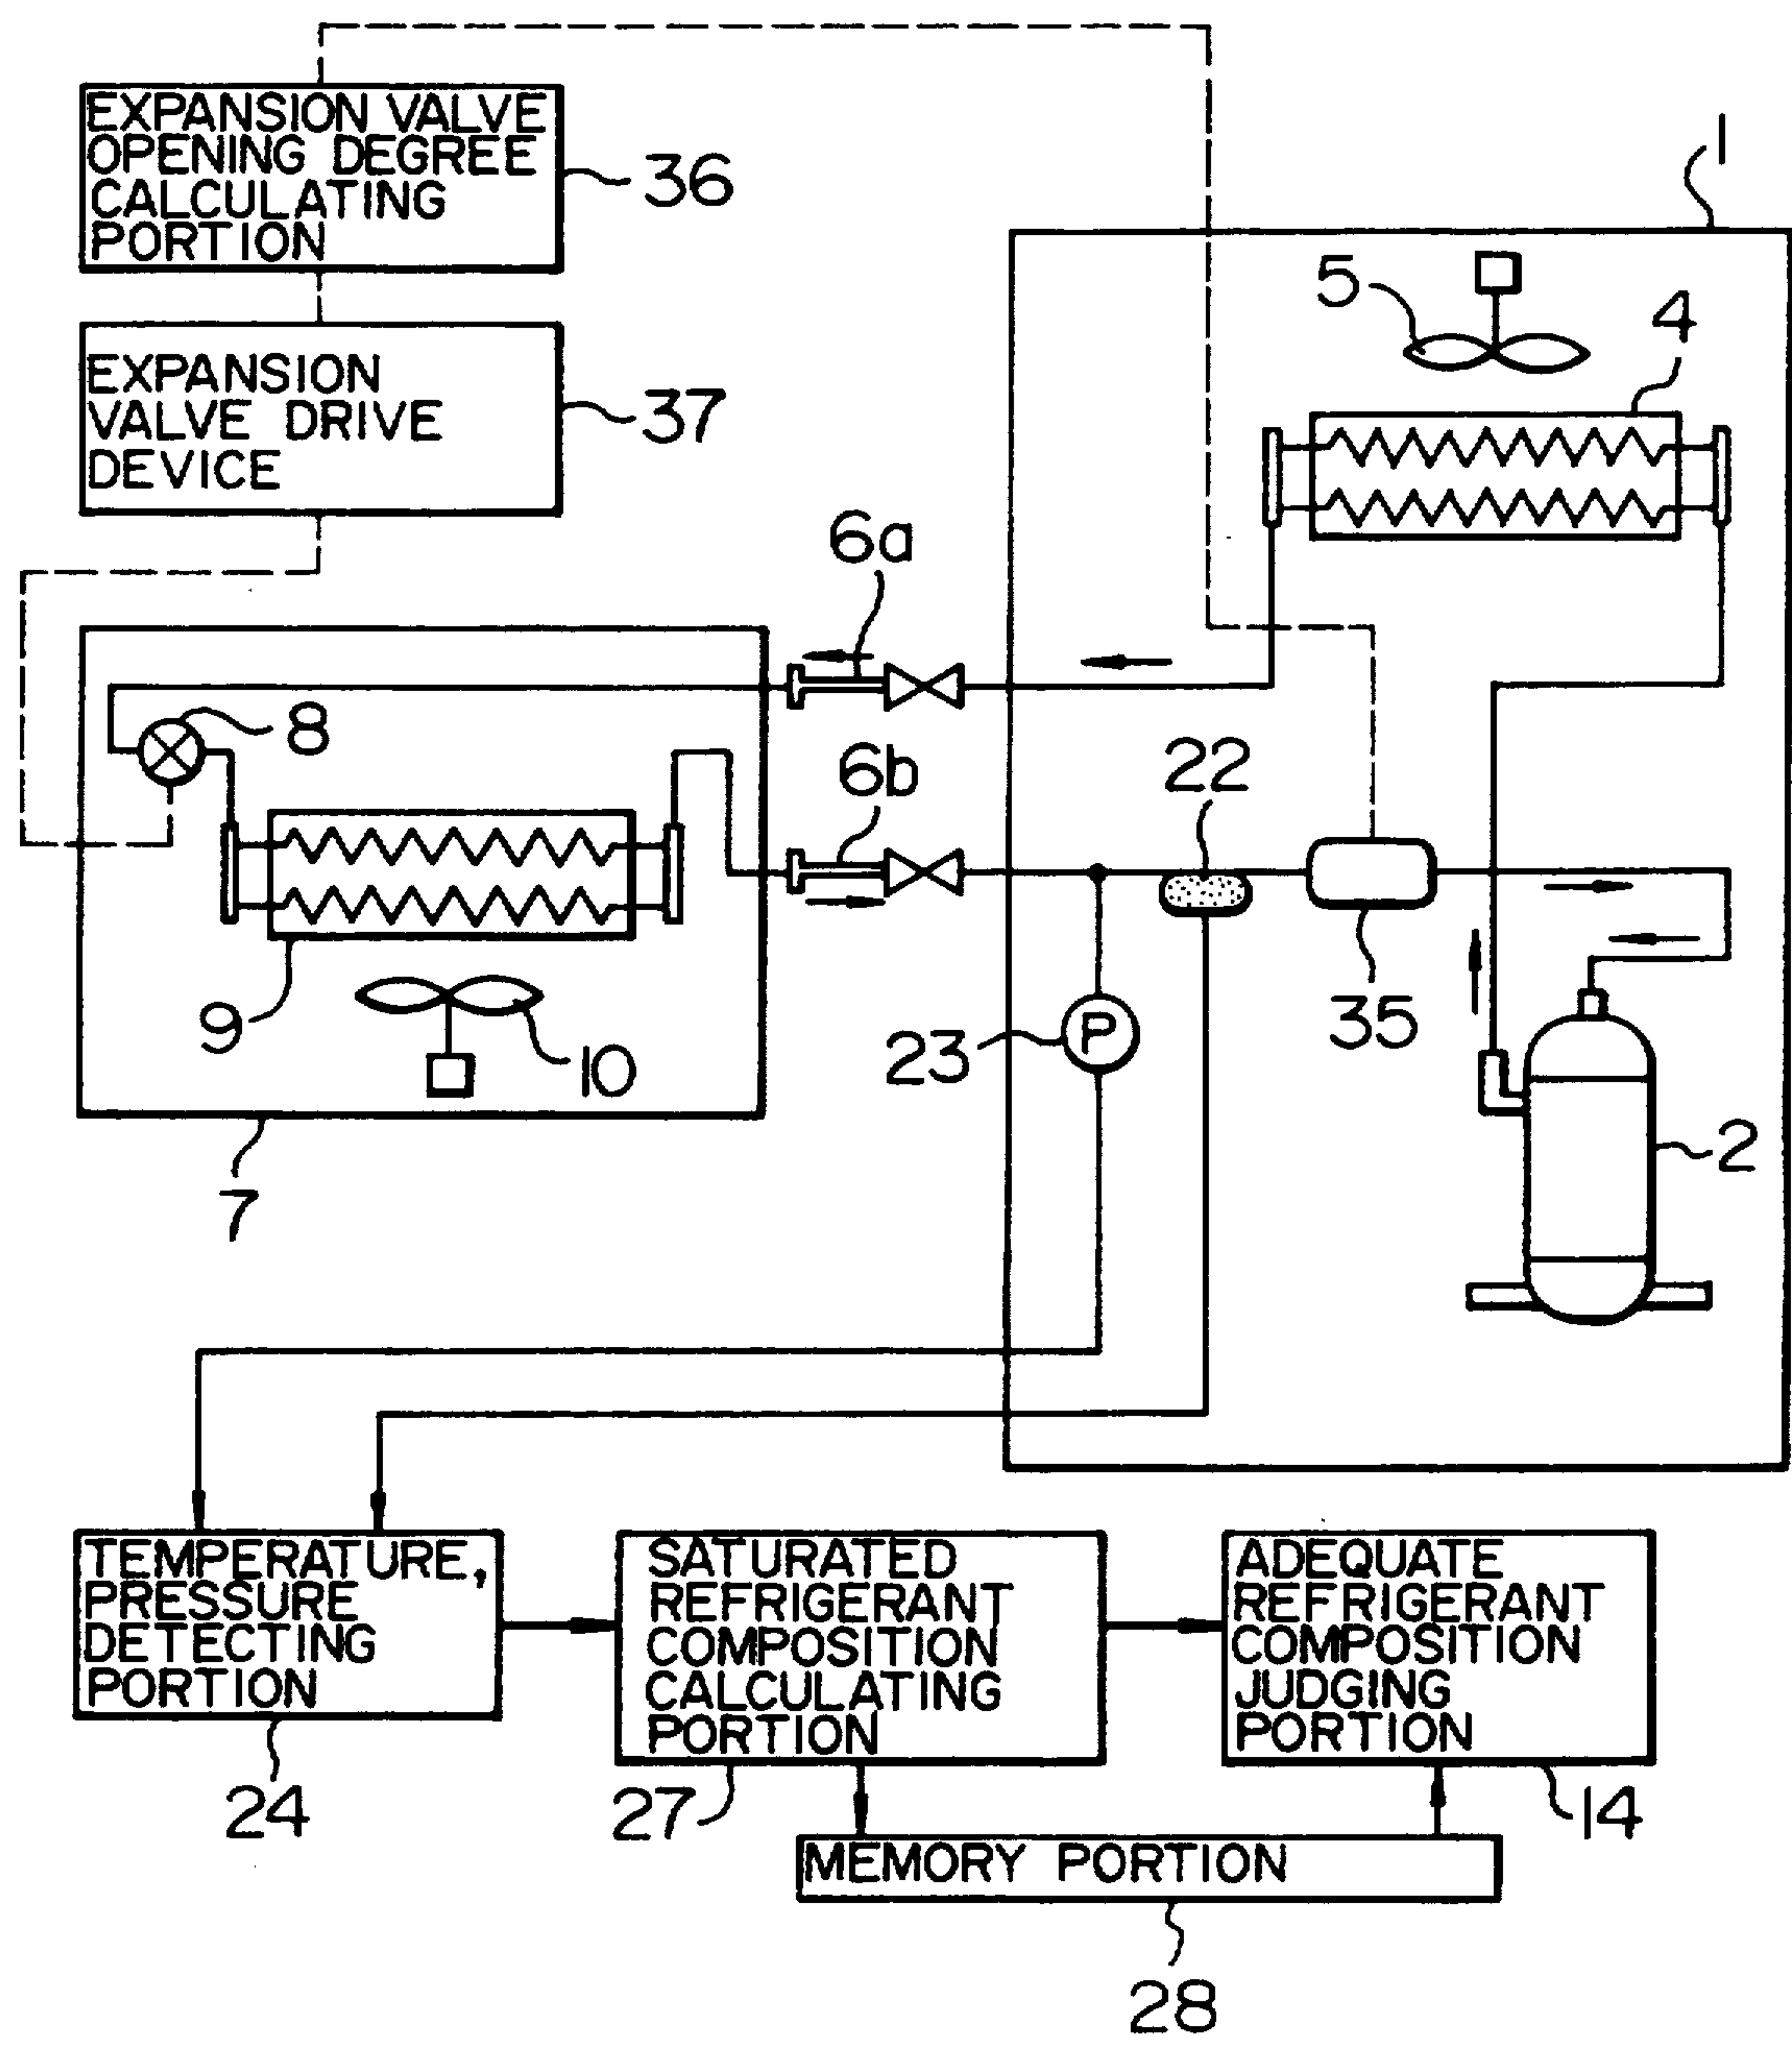 EXPANSION VALVE
OPENING DEGREE
CALCULATING
PORTION
36
1
5
4
EXPANSION
VALVE DRIVE
DEVICE
37
6a
8
6b
22
9
10
23
P
35
2
7
TEMPERATURE,
PRESSURE
DETECTING
PORTION
SATURATED
REFRIGERANT
COMPOSITION
CALCULATING
PORTION
ADEQUATE
REFRIGERANT
COMPOSITION
JUDGING
PORTION
24
27
14
MEMORY PORTION
28